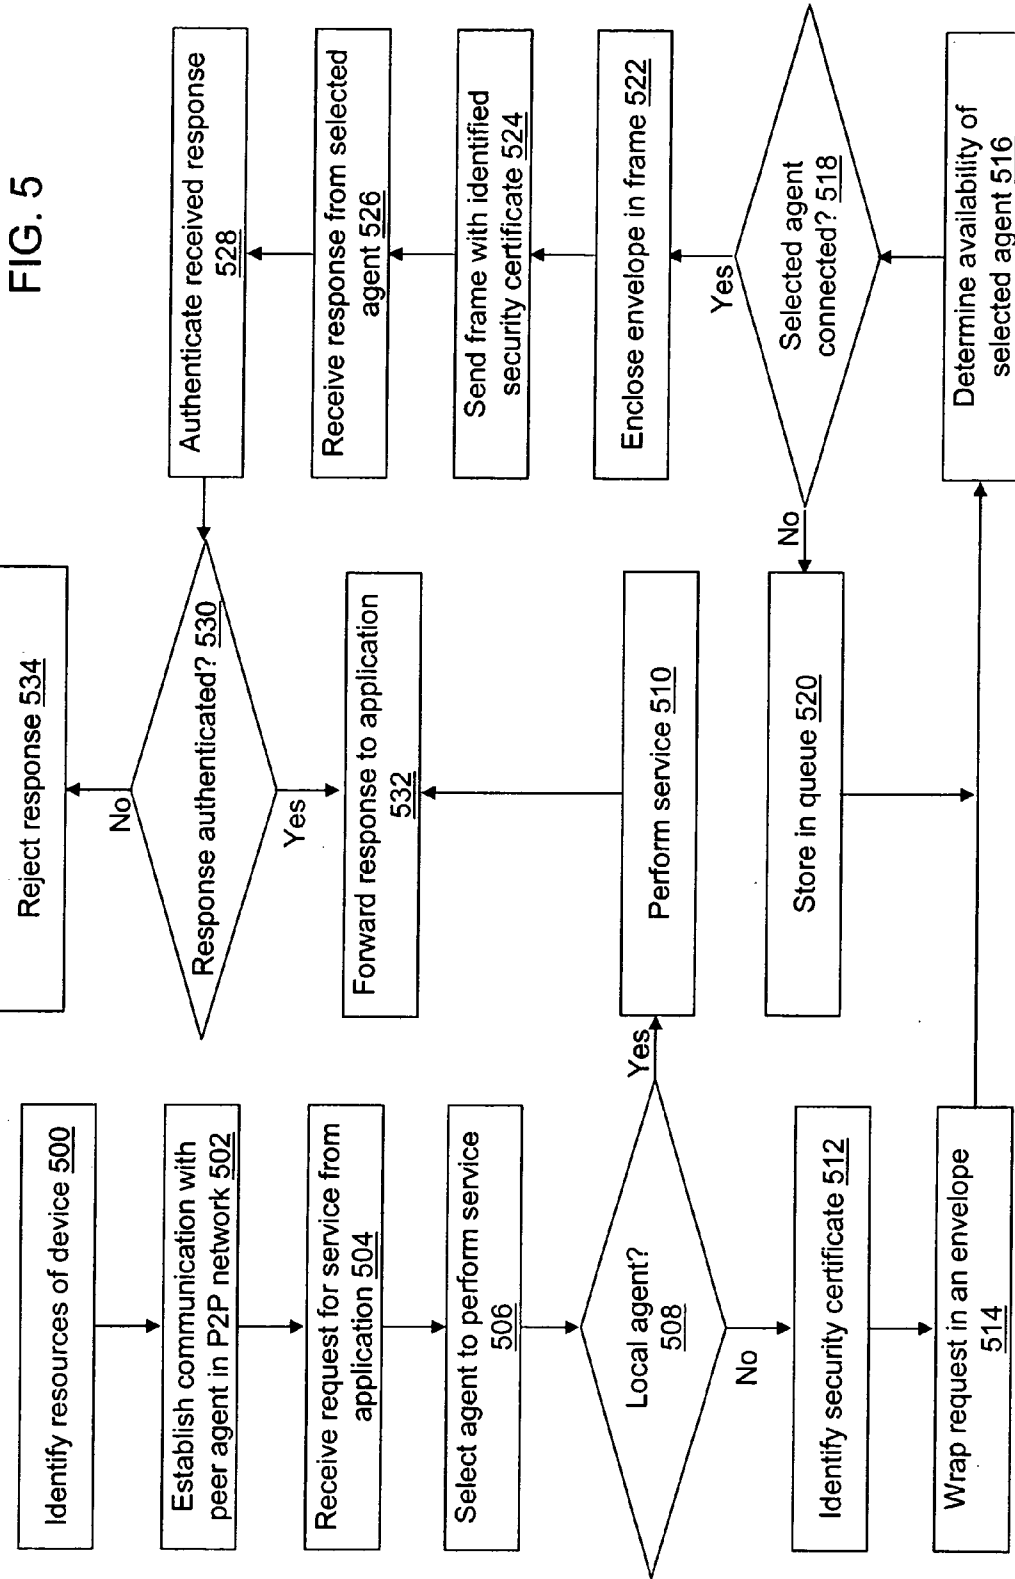 FIG. 5
Identify resources of device 500
Establish communication with
peer agent in P2P network 502
Receive request for service from
application 504
Select agent to perform service
506
Local agent?
508
Yes
No
Identify security certificate 512
Wrap request in an envelope
514
Reject response 534
No
Response authenticated? 530
Yes
Forward response to application
532
Perform service 510
Store in queue 520
No
Authenticate received response
528
Receive response from selected
agent 526
Send frame with identified
security certificate 524
Enclose envelope in frame 522
Yes
Selected agent
connected? 518
Determine availability of
selected agent 516